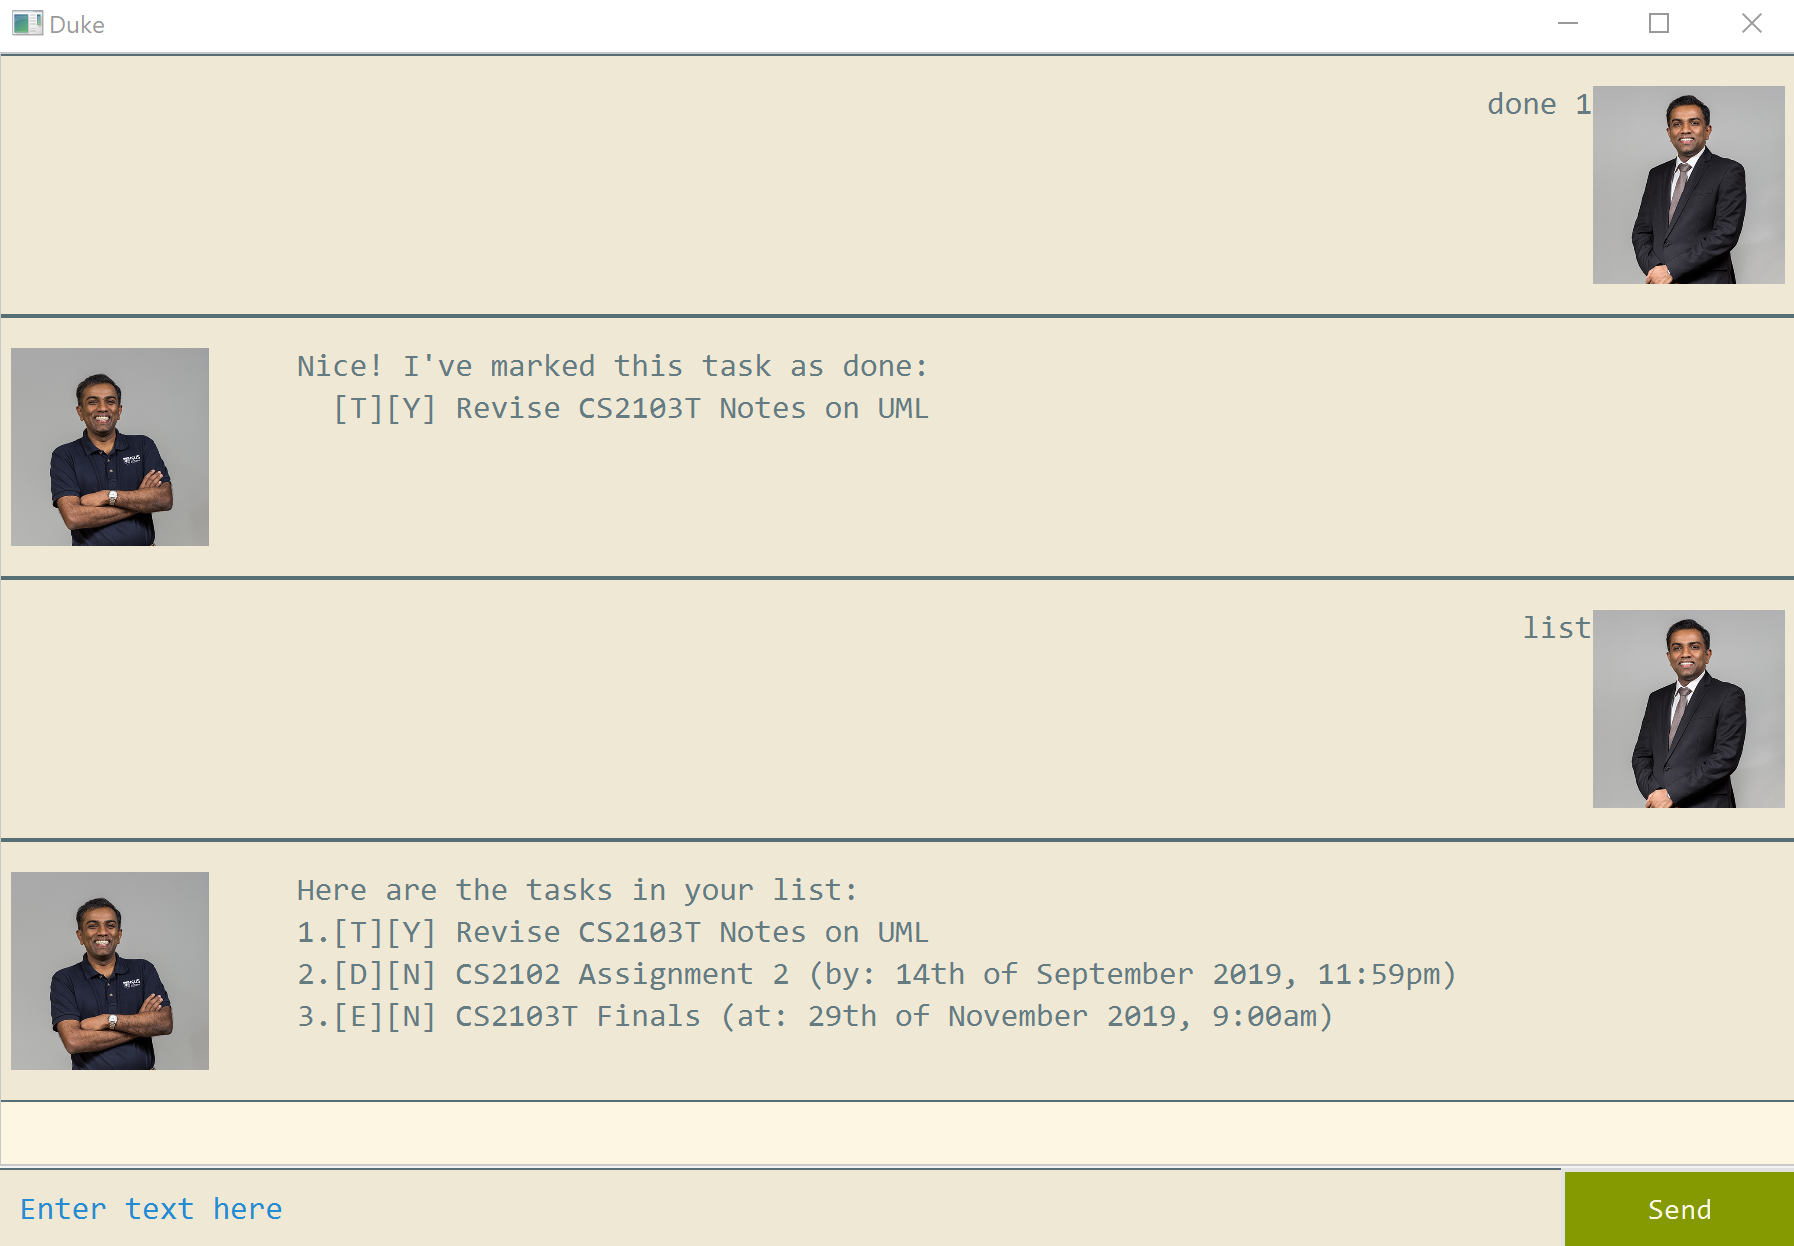 Duke
done 1
Nice! I've marked this task as done:
[T][Y] Revise CS2103T Notes on UML
list
Here are the tasks in your list:
1.[T][Y] Revise CS2103T Notes on UML
2.[D][N] CS2102 Assignment 2 (by: 14th of September 2019, 11:59pm)
3.[E][N] CS2103T Finals (at: 29th of November 2019, 9:00am)
Enter text here
Send